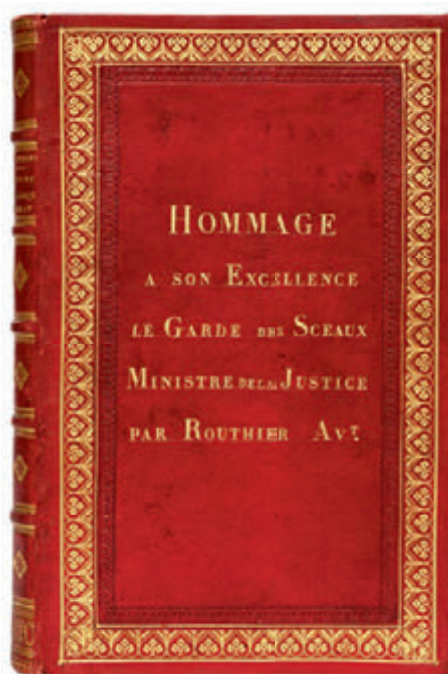 HOMMAGE
A SON EXCELLENCE
LE GARDE DES SCEAUX
MINISTRE DE LA JUSTICE
PAR ROUTHIER AVT.